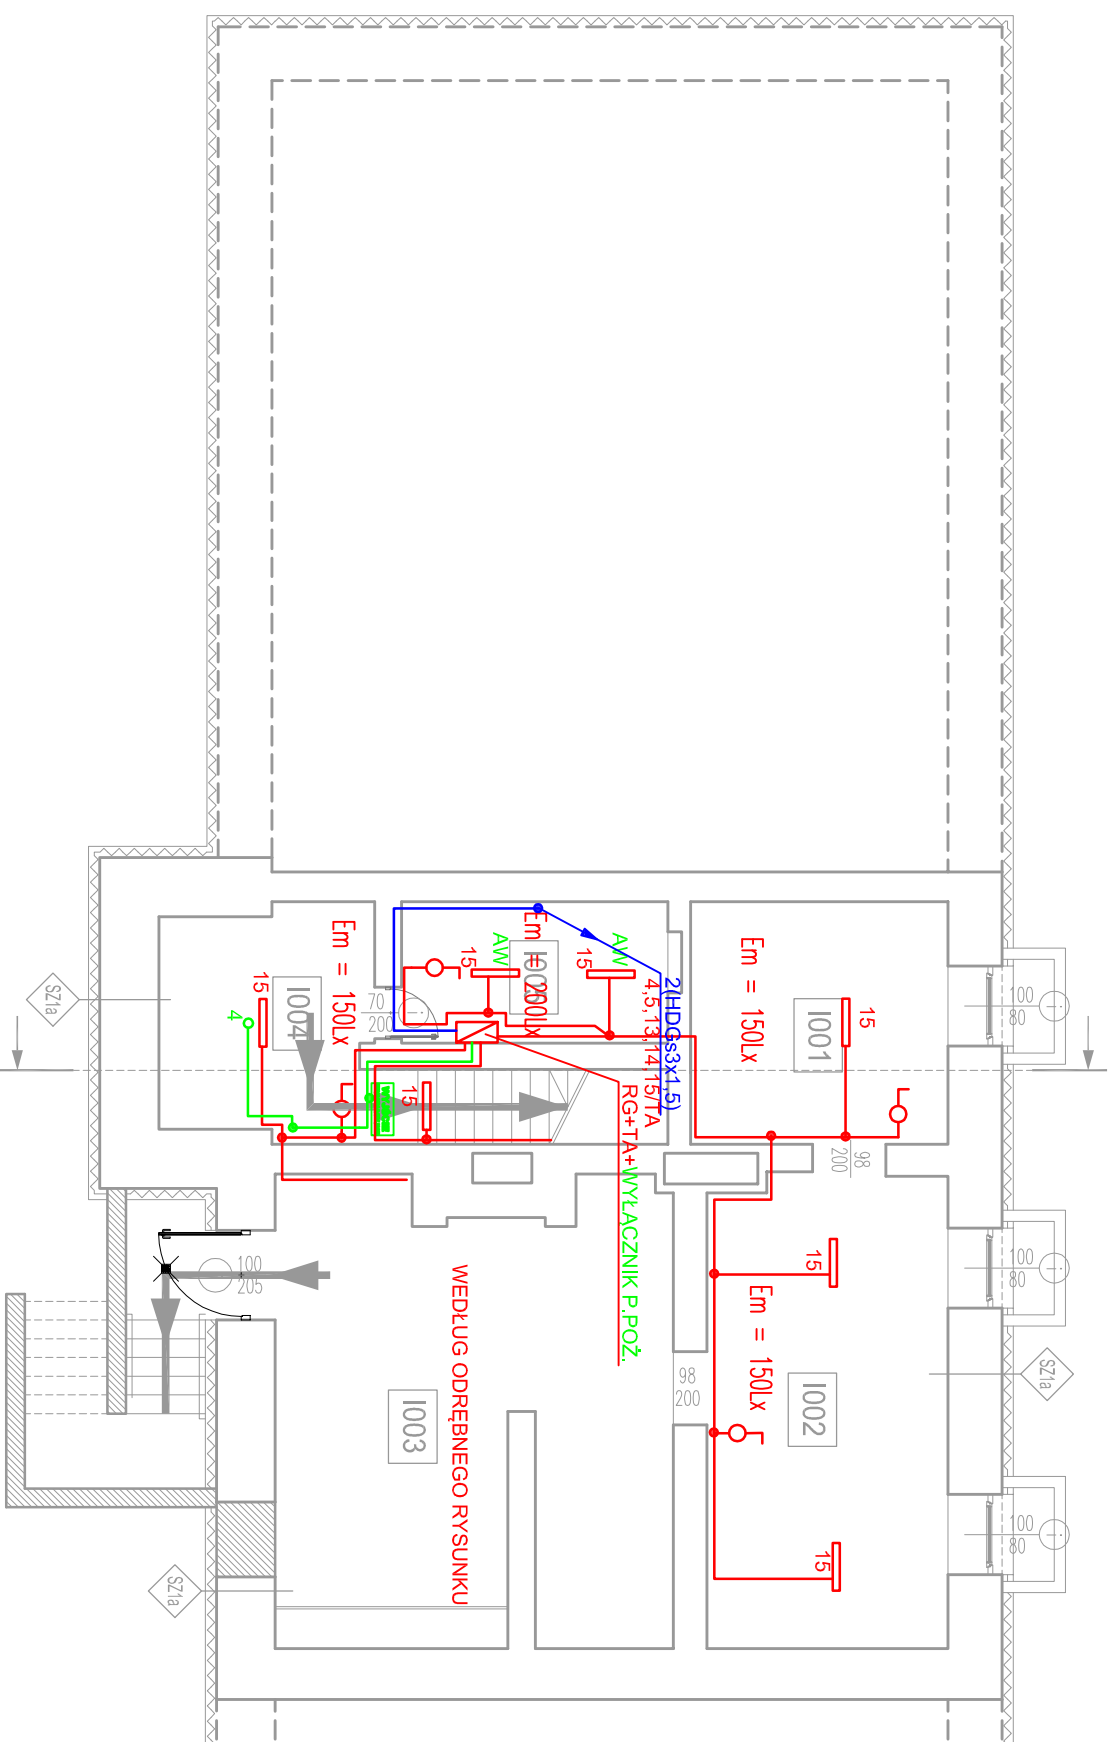 100
80
Em = 150Lx
I001
15
2(HDGs3x1,5)
4,5,13,14,15/TA
RG+TA+WYŁĄCZNIK P.POŻ.
AW
15
AW
15
Em = 200Lx
70
200
Em = 150Lx
I004
15
4
15
SZ1a
98
200
100
80
15
Em = 150Lx
I002
15
98
200
SZ1a
100
80
100
205
WEDŁUG ODRĘBNEGO RYSUNKU
I003
SZ1a